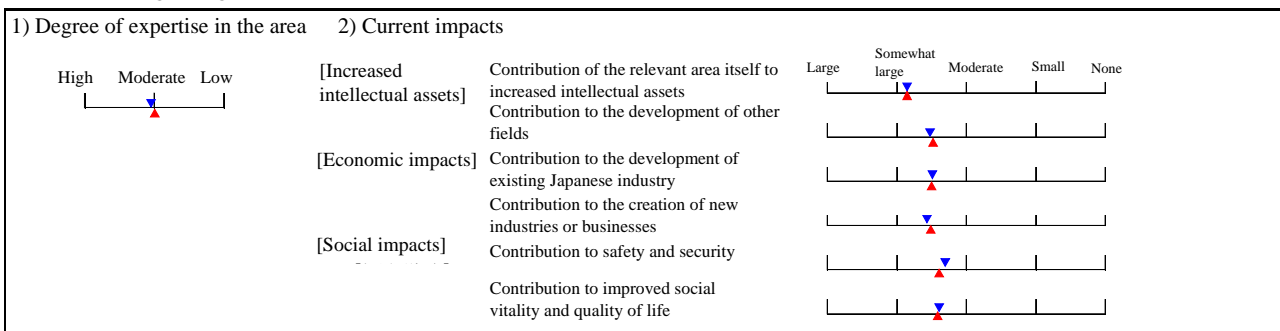 1) Degree of expertise in the area 2) Current impacts
High Moderate Low
[Increased
intellectual assets]
Contribution of the relevant area itself to
increased intellectual assets
Large Somewhat
large Moderate Small None
Contribution to the development of other
fields
[Economic impacts]
Contribution to the development of
existing Japanese industry
Contribution to the creation of new
industries or businesses
[Social impacts]
Contribution to safety and security
Contribution to improved social
vitality and quality of life